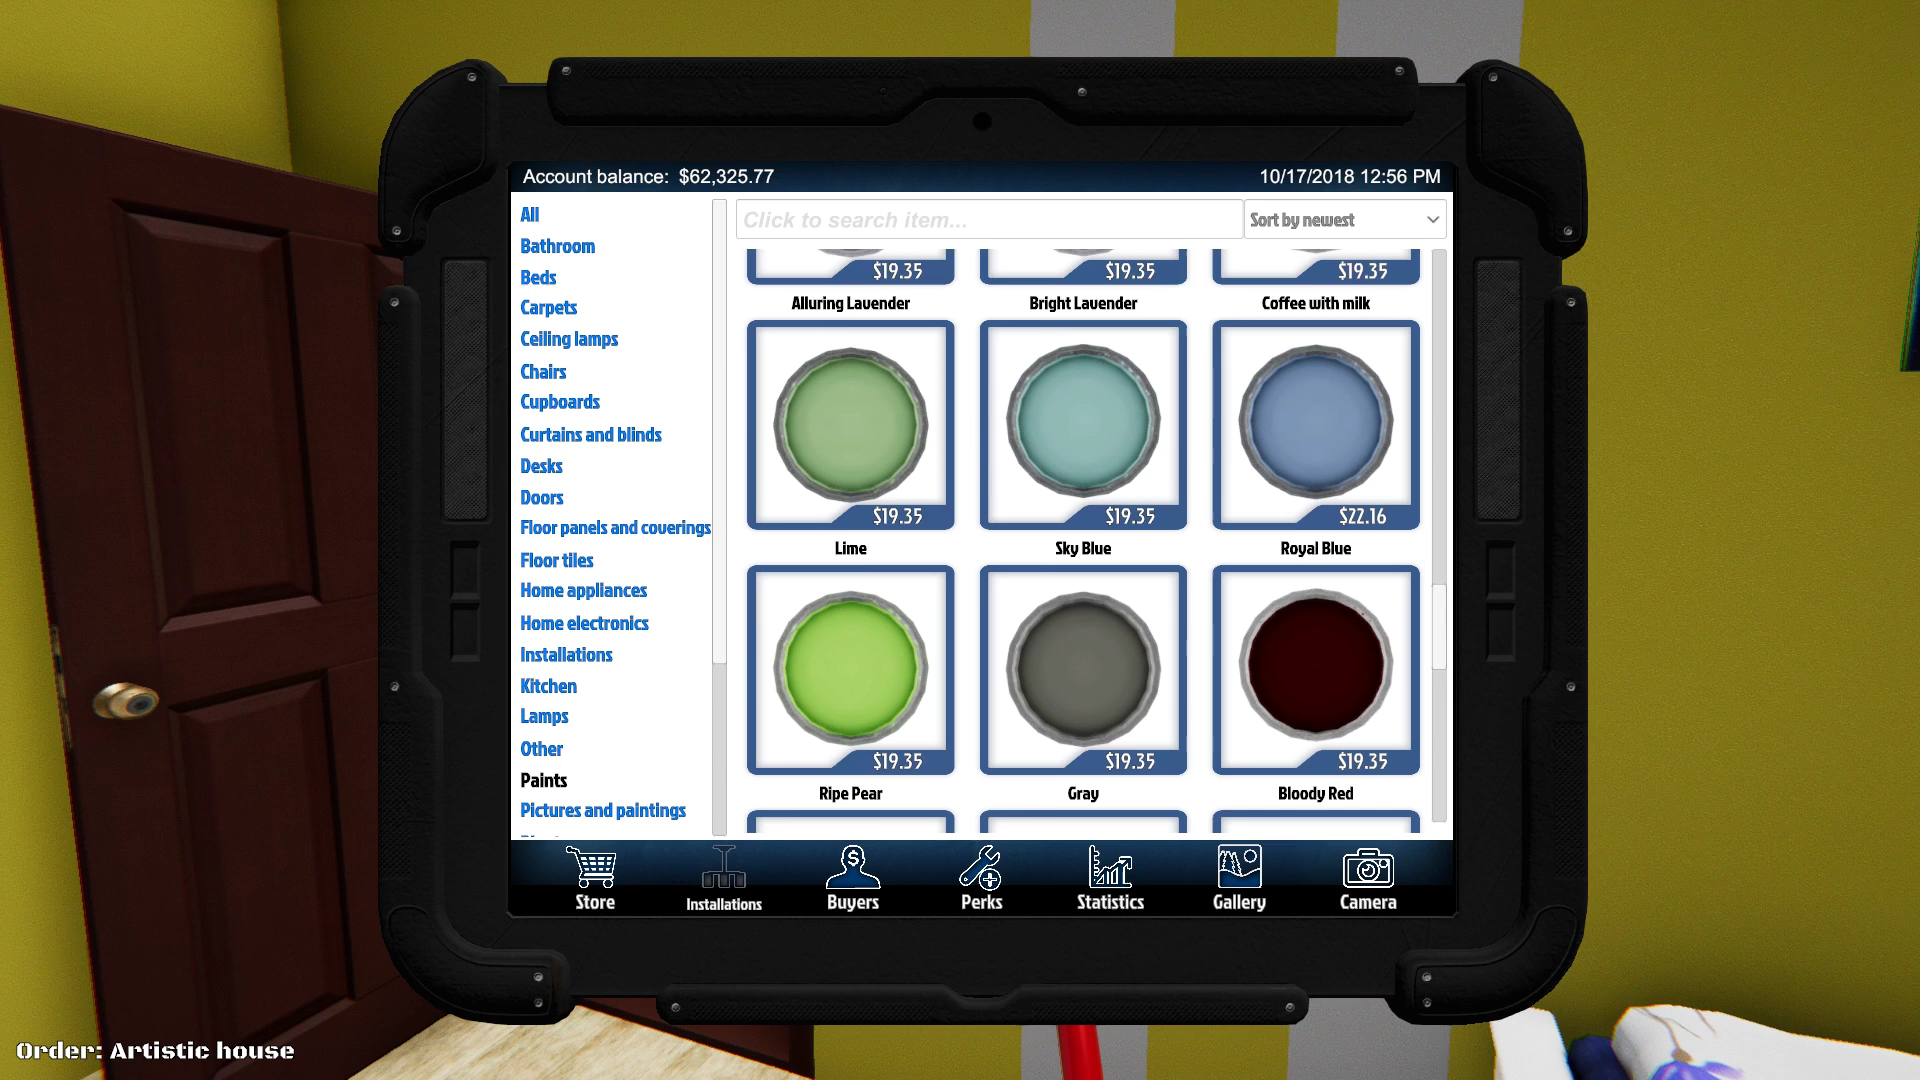 Account balance: $62,325.77
10/17/2018 12:56 PM
All
Bathroom
Beds
Carpets
Ceiling lamps
Chairs
Cupboards
Curtains and blinds
Desks
Doors
Floor panels and coverings
Floor tiles
Home appliances
Home electronics
Installations
Kitchen
Lamps
Other
Paints
Pictures and paintings
Click to search item...
Sort by newest
$19.35
$19.35
$19.35
Alluring Lavender
Bright Lavender
Coffee with milk
$19.35
$19.35
$22.16
Lime
Sky Blue
Royal Blue
$19.35
$19.35
$19.35
Ripe Pear
Gray
Bloody Red
Store
Installations
Buyers
Perks
Statistics
Gallery
Camera
Order: Artistic house